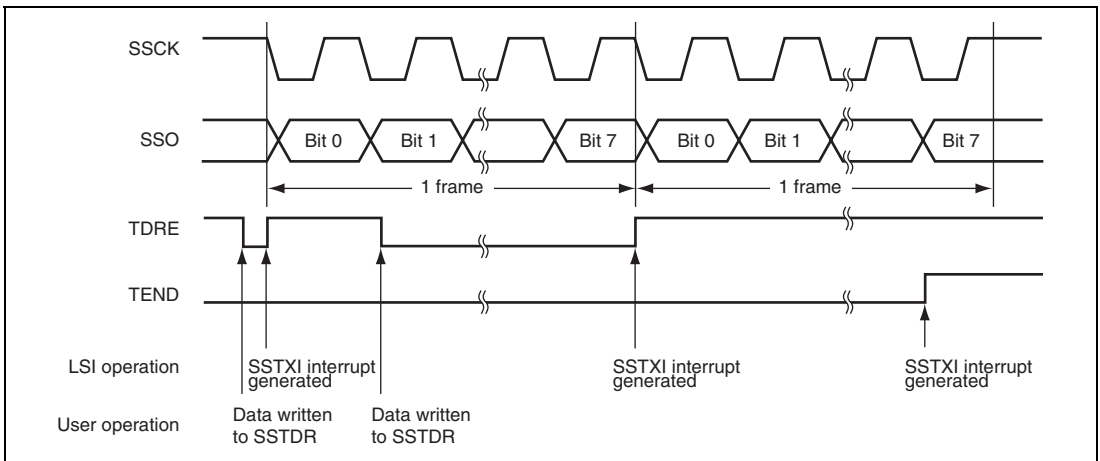 SSCK
SSO
Bit 0
Bit 1
Bit 7
Bit 0
Bit 1
Bit 7
1 frame
1 frame
TDRE
TEND
LSI operation
SSTXI interrupt
generated
SSTXI interrupt
generated
SSTXI interrupt
generated
User operation
Data written
to SSTDR
Data written
to SSTDR